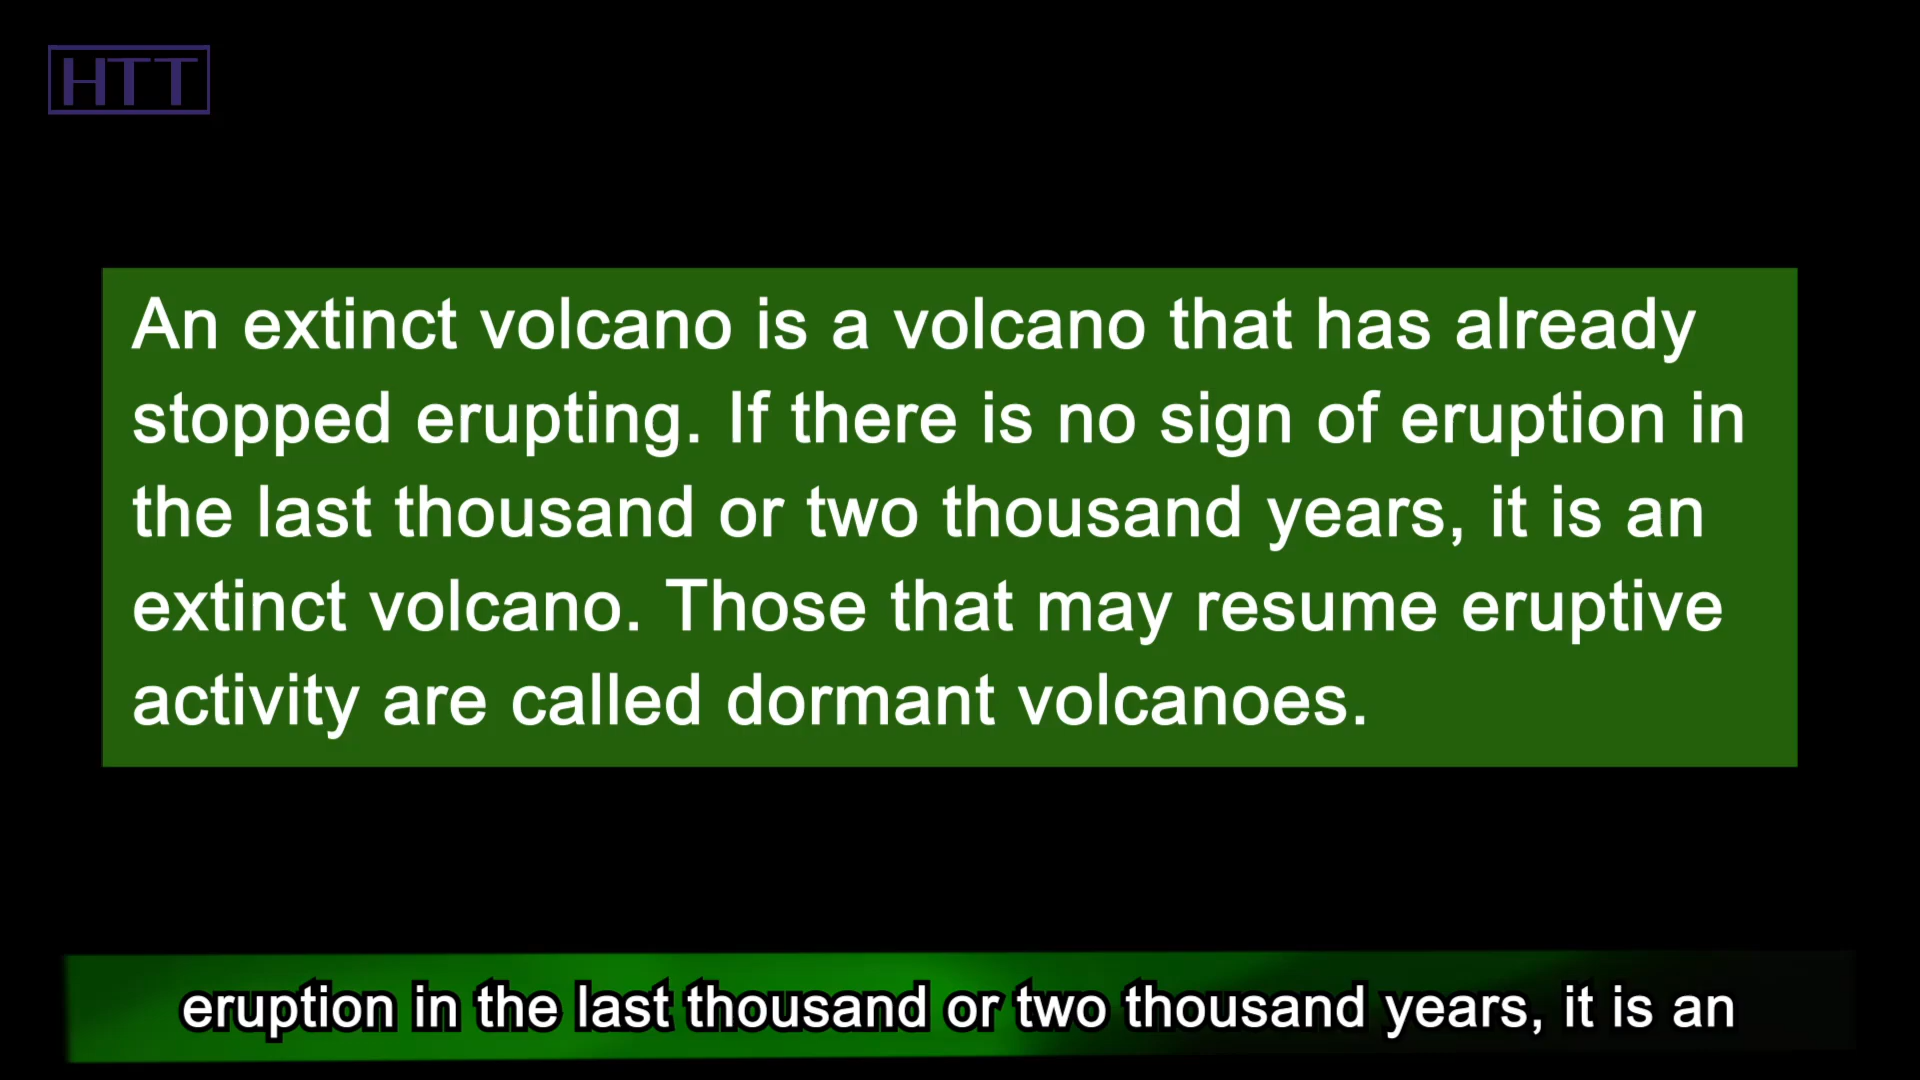 HTT
An extinct volcano is a volcano that has already
stopped erupting. If there is no sign of eruption in
the last thousand or two thousand years, it is an
extinct volcano. Those that may resume eruptive
activity are called dormant volcanoes.
eruption in the last thousand or two thousand years, it is an